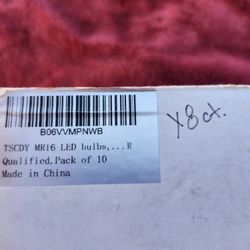 B06VVMPNWB
X8ct.
TSCDY MR16 LED bulbs,...R
Qualified,Pack of 10
Made in China